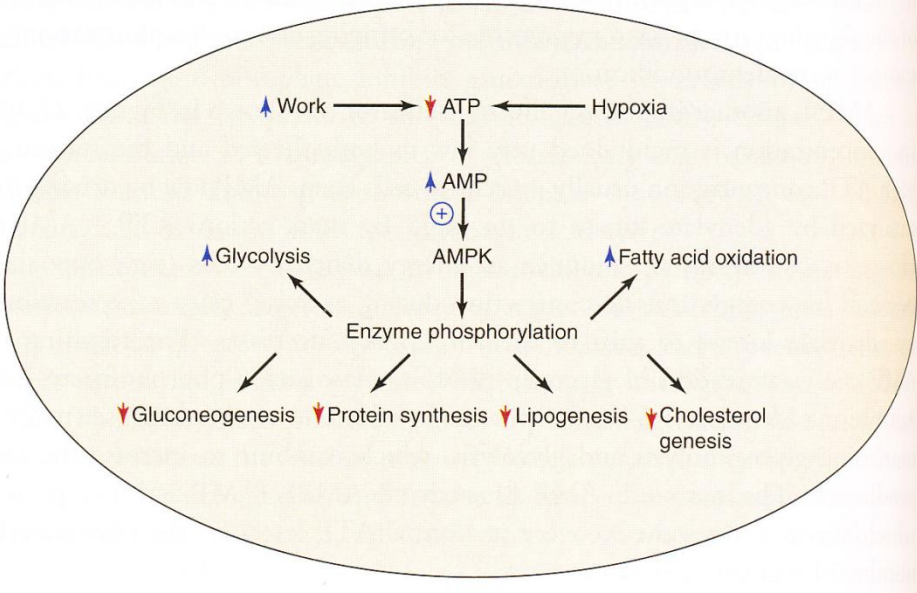 Work
ATP
Hypoxia
AMP
+
Glycolysis
AMPK
Fatty acid oxidation
Enzyme phosphorylation
Gluconeogenesis
Protein synthesis
Lipogenesis
Cholesterol
genesis